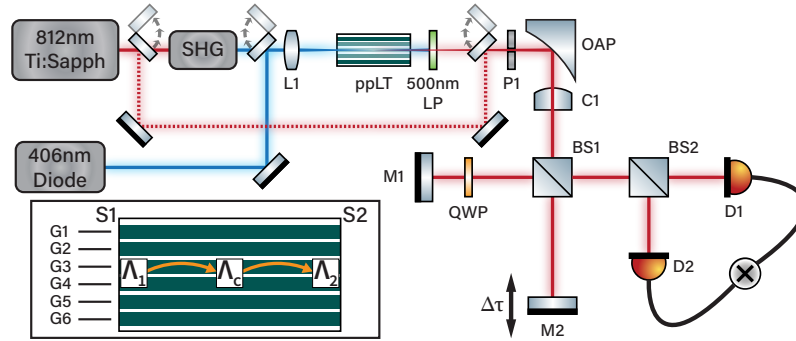 812nm
Ti:Sapph
SHG
L1
ppLT
500nm
LP
P1
OAP
C1
406nm
Diode
M1
QWP
BS1
BS2
D1
D2
Δτ
M2
S1
S2
G1
G2
G3
G4
G5
G6
Λ1
Λc
Λ2